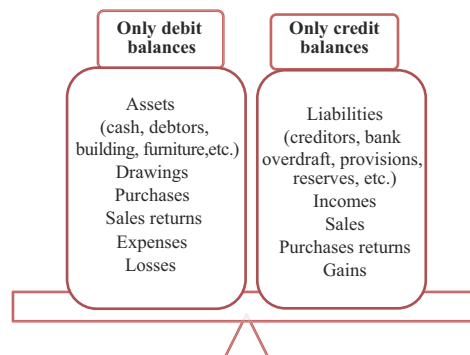 Only debit
balances
Assets
(cash, debtors,
building, furniture,etc.)
Drawings
Purchases
Sales returns
Expenses
Losses
Only credit
balances
Liabilities
(creditors, bank
overdraft, provisions,
reserves, etc.)
Incomes
Sales
Purchases returns
Gains